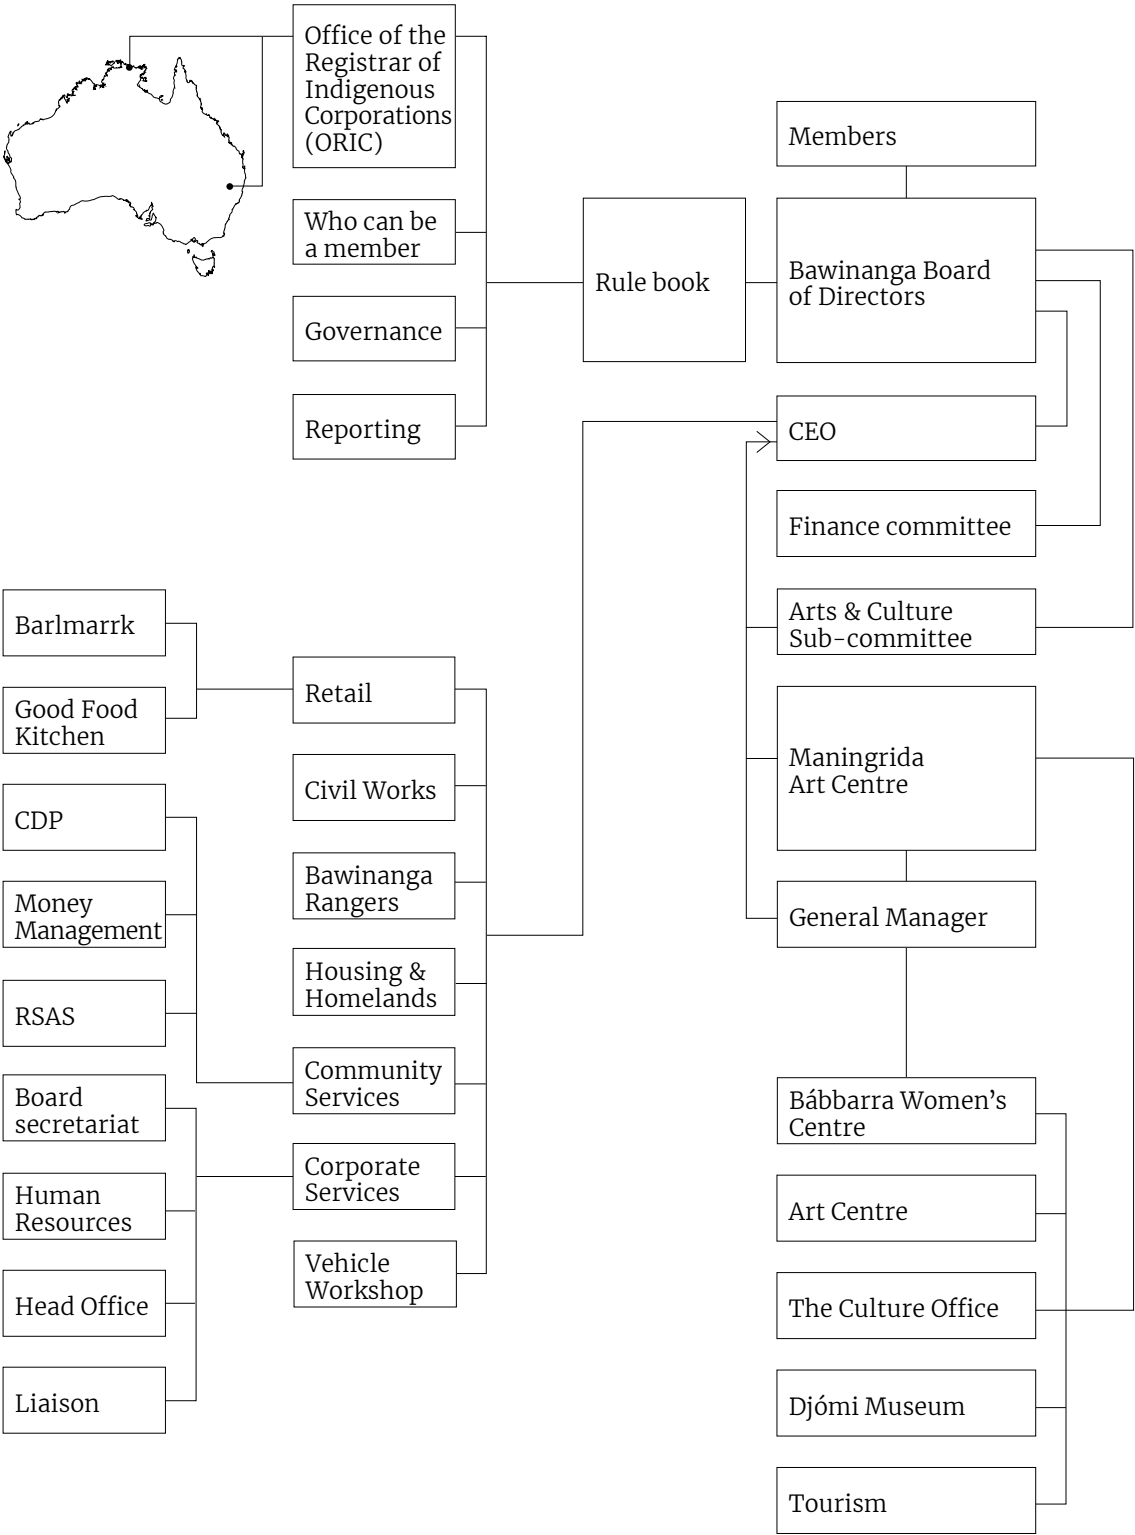 Office of the
Registrar of
Indigenous
Corporations
(ORIC)
Who can be
a member
Governance
Reporting
Rule book
Members
Bawinanga Board
of Directors
CEO
Finance committee
Arts & Culture
Sub-committee
Maningrida
Art Centre
General Manager
Bábbarra Women’s
Centre
Art Centre
The Culture Office
Djómi Museum
Tourism
Retail
Civil Works
Bawinanga
Rangers
Housing &
Homelands
Community
Services
Corporate
Services
Vehicle
Workshop
Barlmarrk
Good Food
Kitchen
CDP
Money
Management
RSAS
Board
secretariat
Human
Resources
Head Office
Liaison